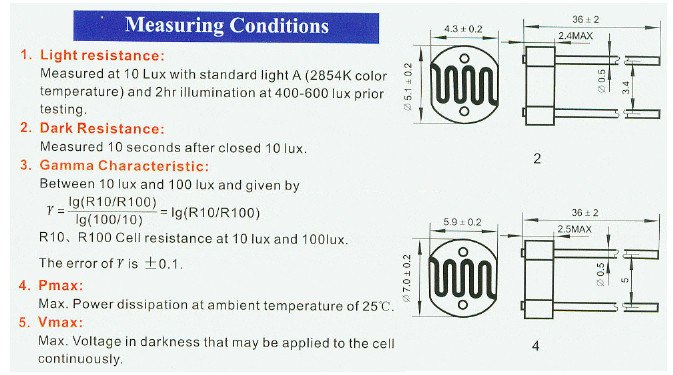 Measuring Conditions
1. Light resistance:
Measured at 10 Lux with standard light A (2854K color
temperature) and 2hr illumination at 400-600 lux prior
testing.
2. Dark Resistance:
Measured 10 seconds after closed 10 lux.
3. Gamma Characteristic:
Between 10 lux and 100 lux and given by
γ = lg(R10/R100) / lg(100/10) = lg(R10/R100)
R10、R100 Cell resistance at 10 lux and 100lux.
The error of γ is ±0.1.
4. Pmax:
Max. Power dissipation at ambient temperature of 25℃.
5. Vmax:
Max. Voltage in darkness that may be applied to the cell
continuously.
4.3 ± 0.2
36 ± 2
2.4MAX
∅ 5.1 ± 0.2
∅ 0.5
3.4
2
5.9 ± 0.2
36 ± 2
2.5MAX
∅ 7.0 ± 0.2
∅ 0.5
5
4